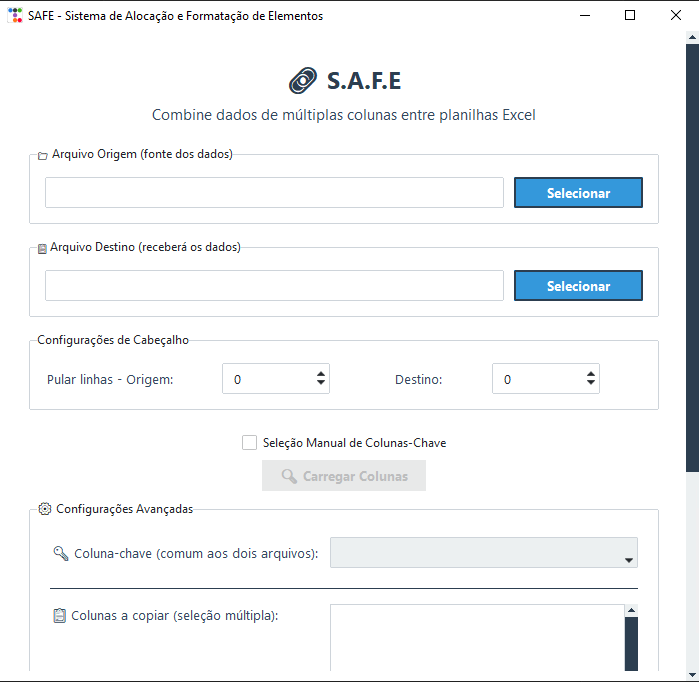 SAFE - Sistema de Alocação e Formatação de Elementos
S.A.F.E
Combine dados de múltiplas colunas entre planilhas Excel
Arquivo Origem (fonte dos dados)
Selecionar
Arquivo Destino (receberá os dados)
Selecionar
Configurações de Cabeçalho
Pular linhas - Origem: 0 Destino: 0
Seleção Manual de Colunas-Chave
Carregar Colunas
Configurações Avançadas
Coluna-chave (comum aos dois arquivos):
Colunas a copiar (seleção múltipla):